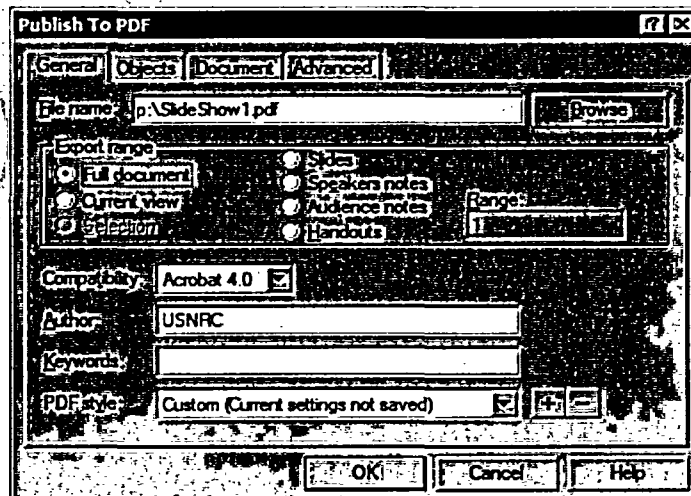 Publish To PDF
General Objects Document Advanced
File name: p:\SlideShow1.pdf Browse
Export range
Full document Slides
Current view Speakers notes
Selection Audience notes
Handouts
Range:
1
Compatibility: Acrobat 4.0
Author: USNRC
Keywords:
PDF style: Custom (Current settings not saved)
OK Cancel Help